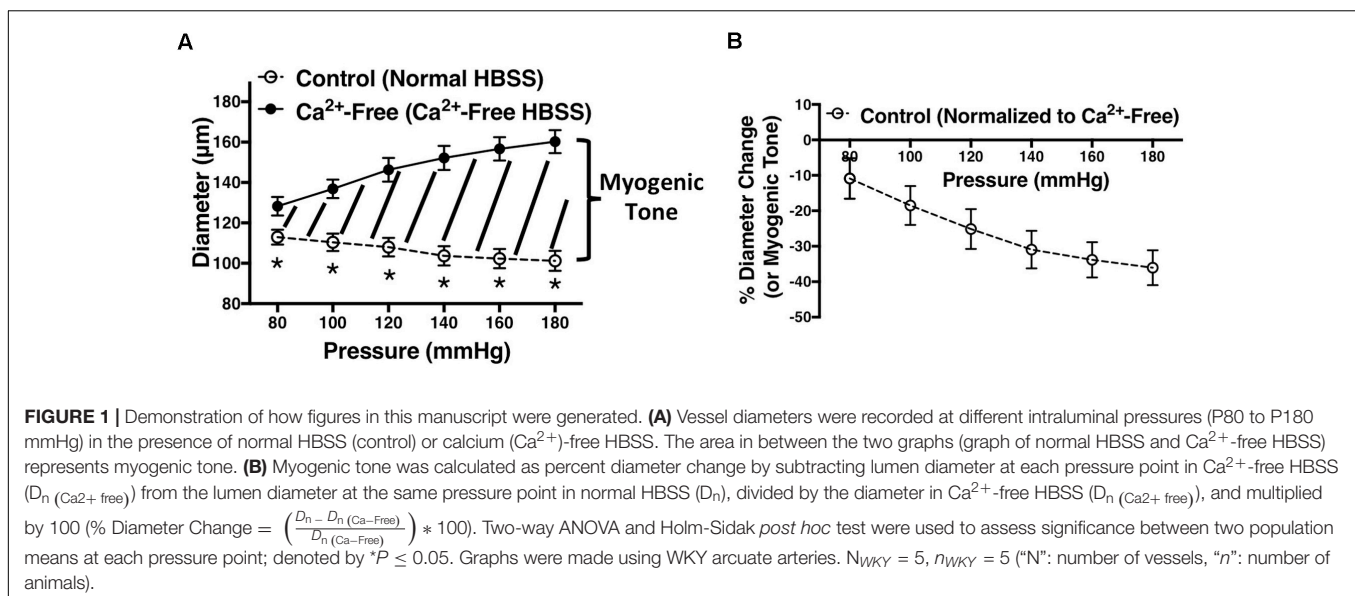 A
Control (Normal HBSS)
Ca²⁺-Free (Ca²⁺-Free HBSS)
Diameter (µm)
180
160
140
120
100
80
80 100 120 140 160 180
Pressure (mmHg)
Myogenic
Tone
B
Control (Normalized to Ca²⁺-Free)
% Diameter Change
(or Myogenic Tone)
10
0
-10
-20
-30
-40
-50
80 100 120 140 160 180
Pressure (mmHg)
* * * * * *
FIGURE 1 | Demonstration of how figures in this manuscript were generated. (A) Vessel diameters were recorded at different intraluminal pressures (P80 to P180
mmHg) in the presence of normal HBSS (control) or calcium (Ca²⁺)-free HBSS. The area in between the two graphs (graph of normal HBSS and Ca²⁺-free HBSS)
represents myogenic tone. (B) Myogenic tone was calculated as percent diameter change by subtracting lumen diameter at each pressure point in Ca²⁺-free HBSS
(Dₙ (Ca2+ free)) from the lumen diameter at the same pressure point in normal HBSS (Dₙ), divided by the diameter in Ca²⁺-free HBSS (Dₙ (Ca2+ free)), and multiplied
by 100 (% Diameter Change = (Dₙ − Dₙ (Ca−Free) / Dₙ (Ca−Free)) * 100). Two-way ANOVA and Holm-Sidak post hoc test were used to assess significance between two population
means at each pressure point; denoted by *P ≤ 0.05. Graphs were made using WKY arcuate arteries. N_WKY = 5, n_WKY = 5 (“N”: number of vessels, “n”: number of
animals).